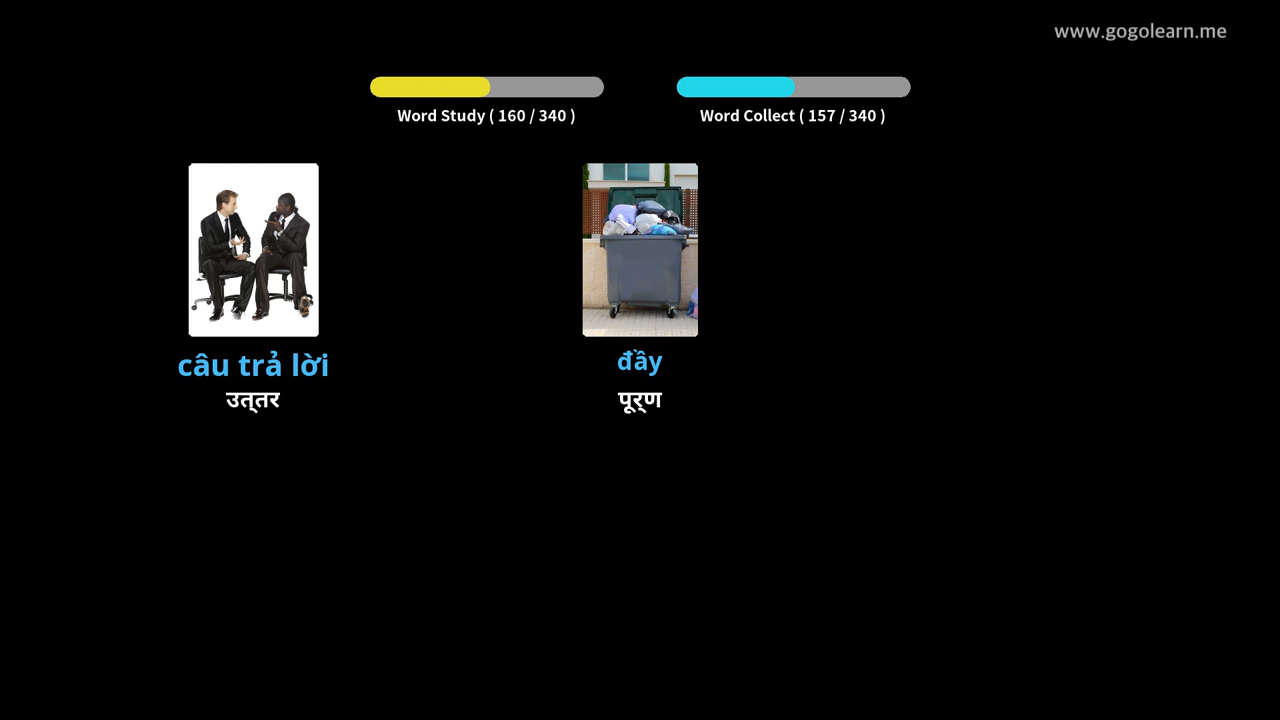 www.gogolearn.me
Word Study ( 160 / 340 )
Word Collect ( 157 / 340 )
câu trả lời
उत्तर
đầy
पूर्ण